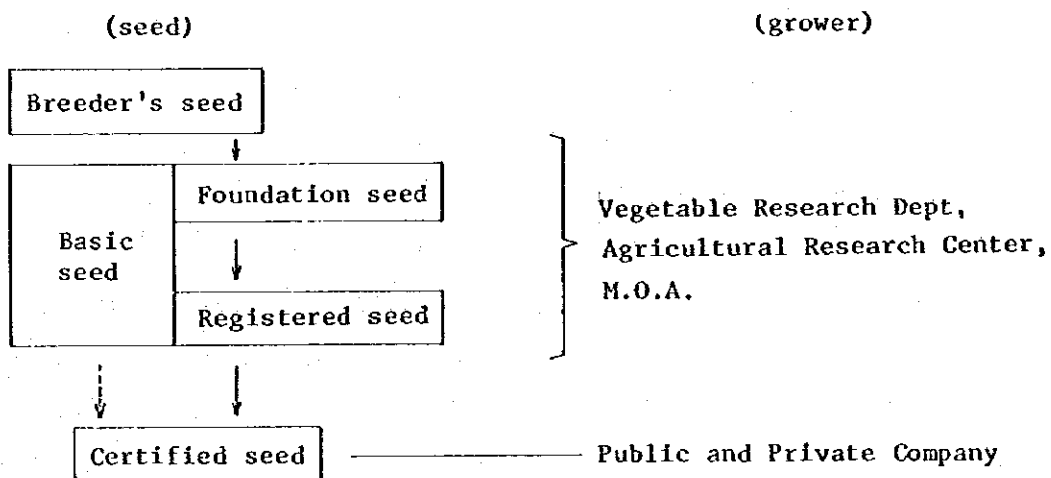 (seed)
(grower)
Breeder's seed
Foundation seed
Basic
seed
Registered seed
Vegetable Research Dept,
Agricultural Research Center,
M.O.A.
Certified seed
Public and Private Company